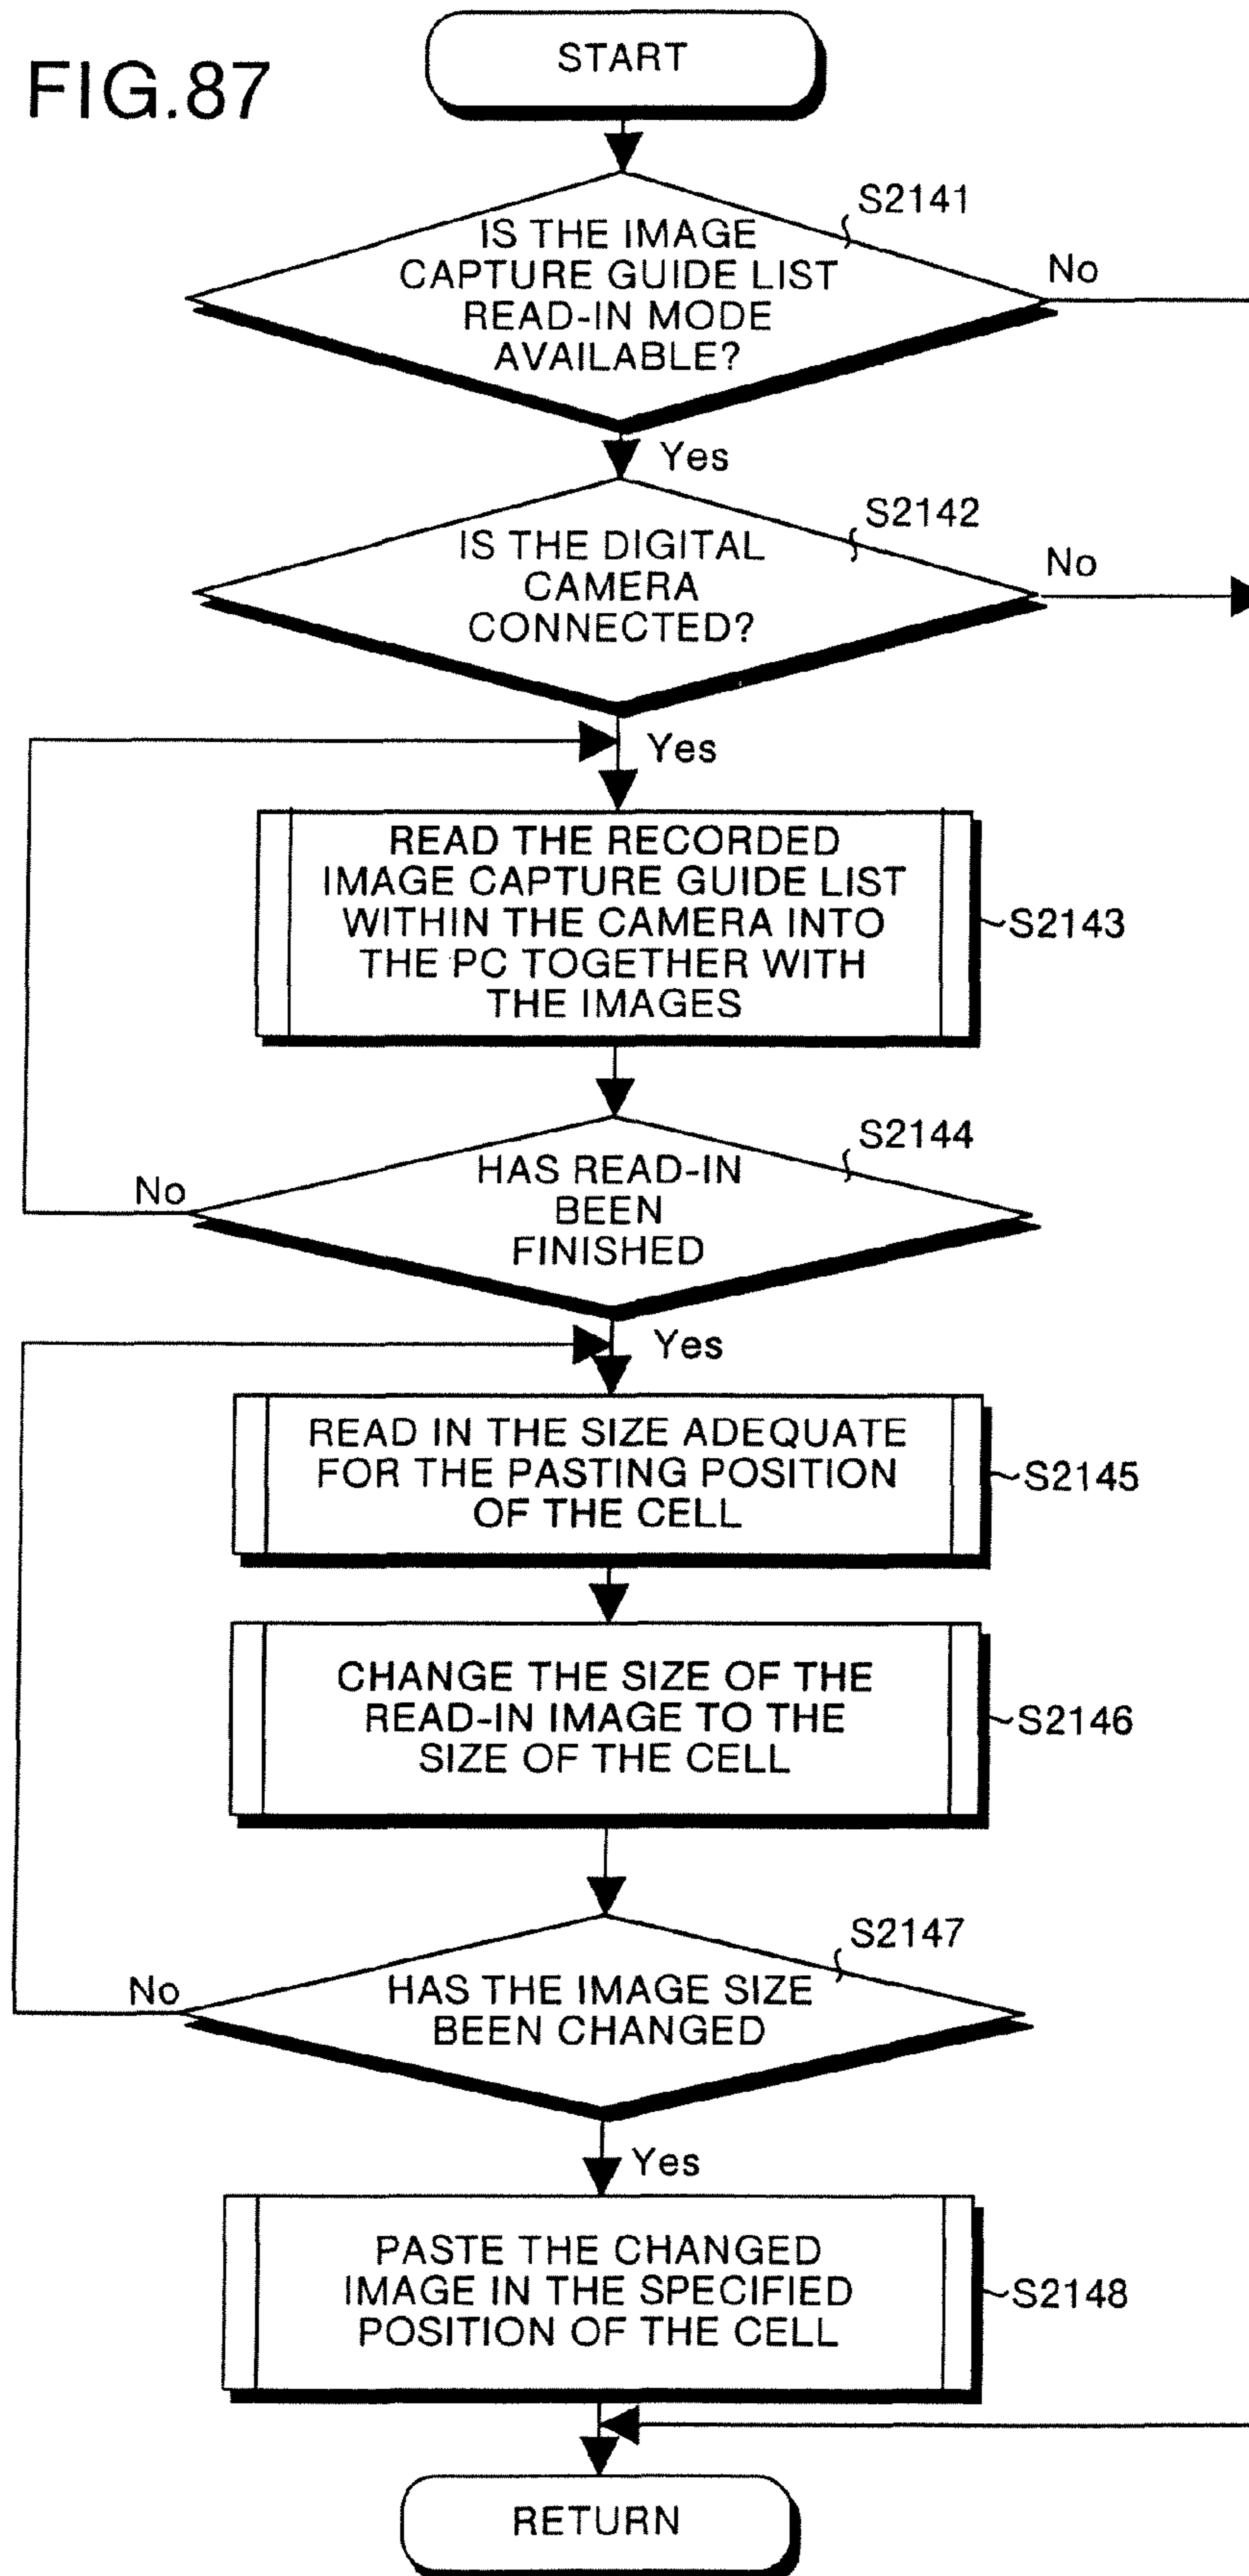 FIG.87
START
S2141
IS THE IMAGE
CAPTURE GUIDE LIST
READ-IN MODE
AVAILABLE?
No
Yes
S2142
IS THE DIGITAL
CAMERA
CONNECTED?
No
Yes
READ THE RECORDED
IMAGE CAPTURE GUIDE LIST
WITHIN THE CAMERA INTO
THE PC TOGETHER WITH
THE IMAGES
S2143
S2144
HAS READ-IN
BEEN
FINISHED
No
Yes
READ IN THE SIZE ADEQUATE
FOR THE PASTING POSITION
OF THE CELL
S2145
CHANGE THE SIZE OF THE
READ-IN IMAGE TO THE
SIZE OF THE CELL
S2146
S2147
HAS THE IMAGE SIZE
BEEN CHANGED
No
Yes
PASTE THE CHANGED
IMAGE IN THE SPECIFIED
POSITION OF THE CELL
S2148
RETURN